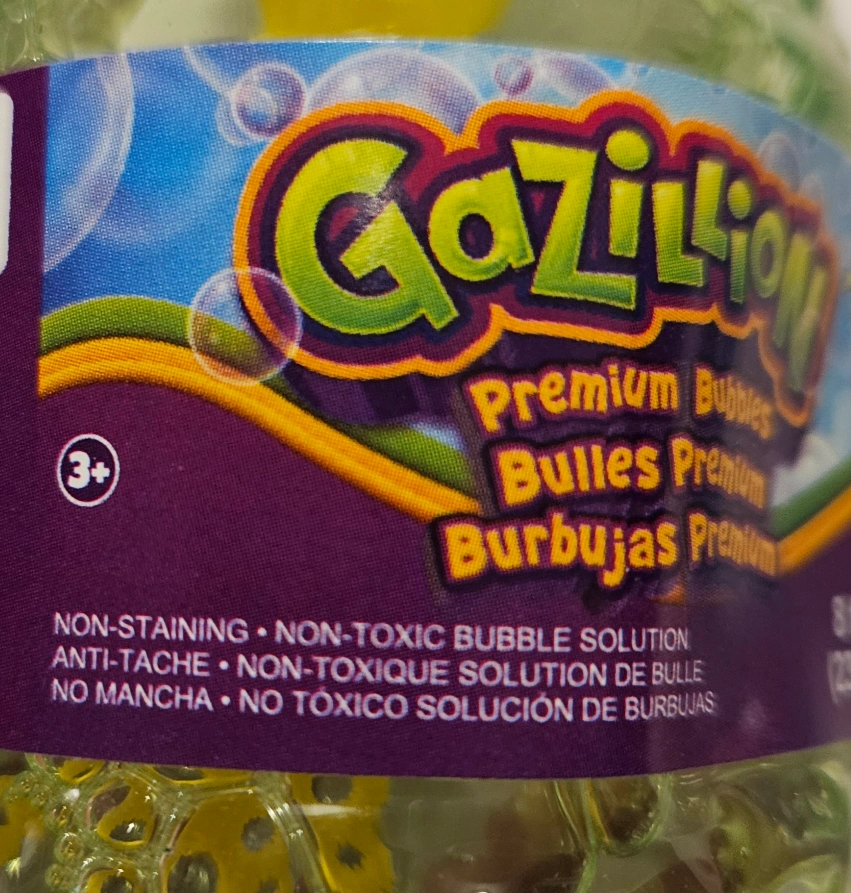 GaZiLLiON
Premium Bubbles
Bulles Premium
Burbujas Premium
3+
NON-STAINING • NON-TOXIC BUBBLE SOLUTION
ANTI-TACHE • NON-TOXIQUE SOLUTION DE BULLE
NO MANCHA • NO TÓXICO SOLUCIÓN DE BURBUJAS